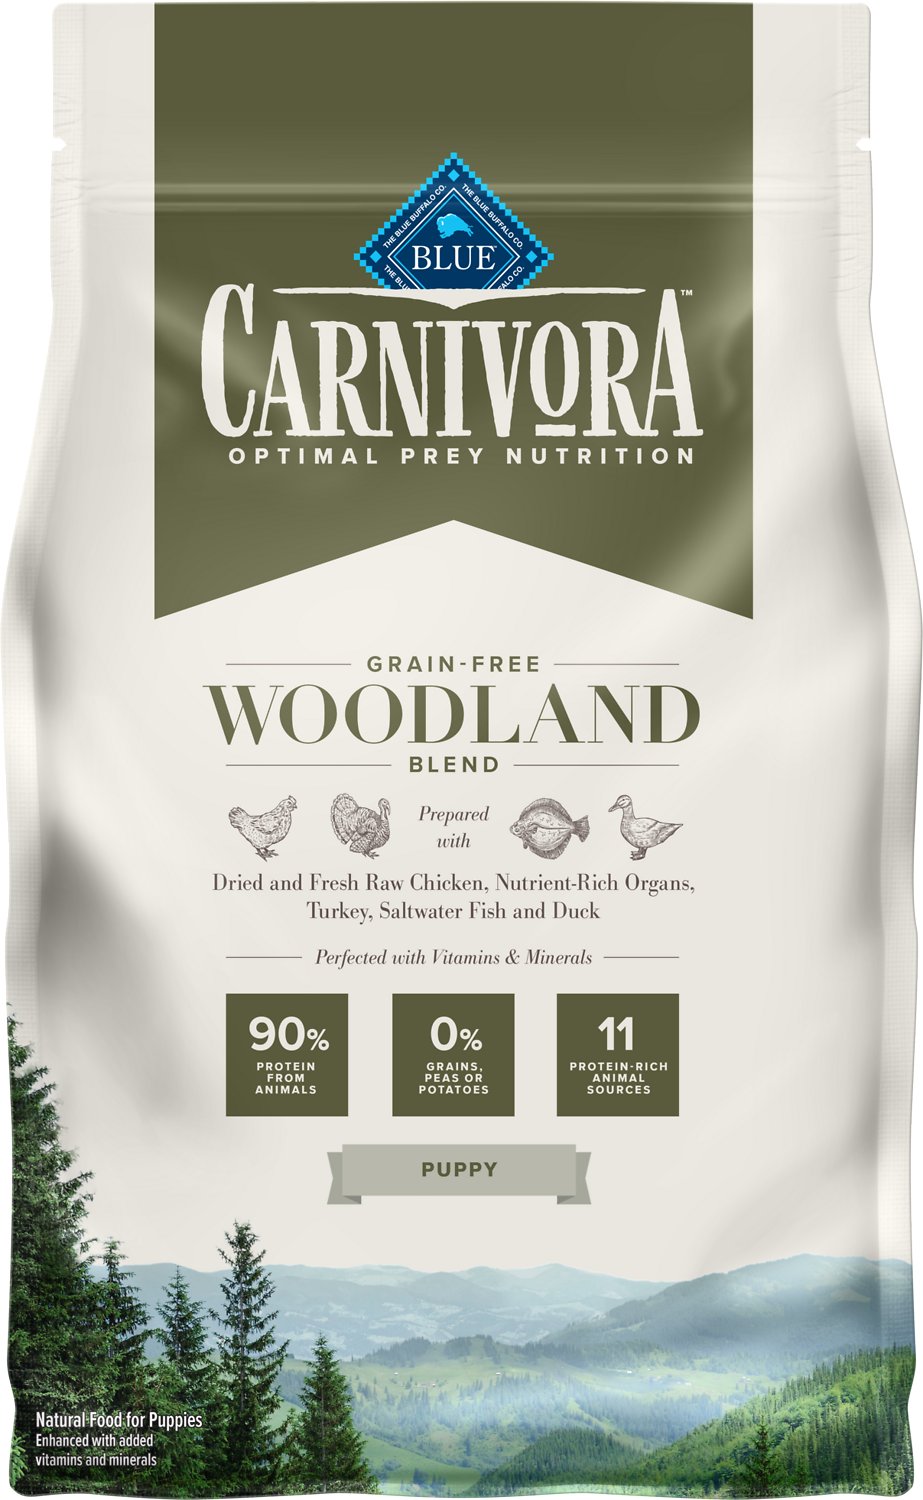 THE BLUE BUFFALO CO.
THE BLUE BUFFALO CO.
BLUE
CARNIVORA™
OPTIMAL PREY NUTRITION
GRAIN-FREE
WOODLAND
BLEND
Prepared
with
Dried and Fresh Raw Chicken, Nutrient-Rich Organs,
Turkey, Saltwater Fish and Duck
Perfected with Vitamins & Minerals
90%
PROTEIN
FROM
ANIMALS
0%
GRAINS,
PEAS OR
POTATOES
11
PROTEIN-RICH
ANIMAL
SOURCES
PUPPY
Natural Food for Puppies
Enhanced with added
vitamins and minerals